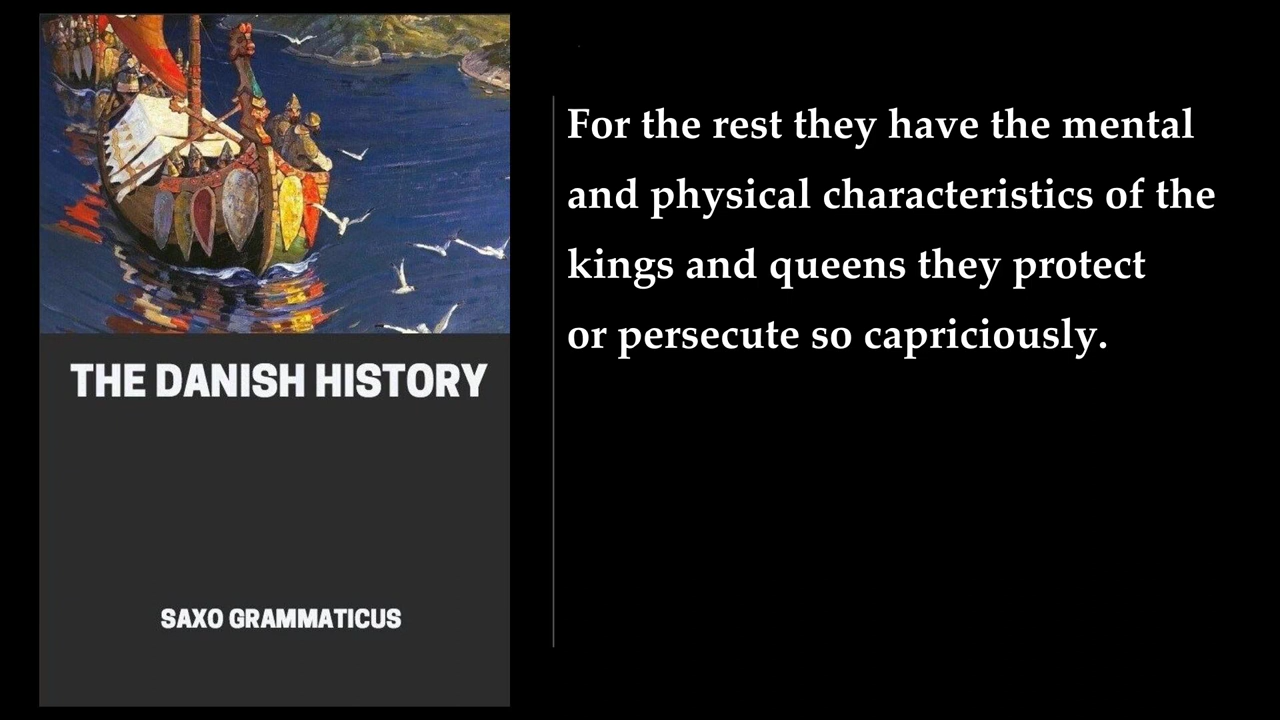 THE DANISH HISTORY
SAXO GRAMMATICUS
For the rest they have the mental
and physical characteristics of the
kings and queens they protect
or persecute so capriciously.